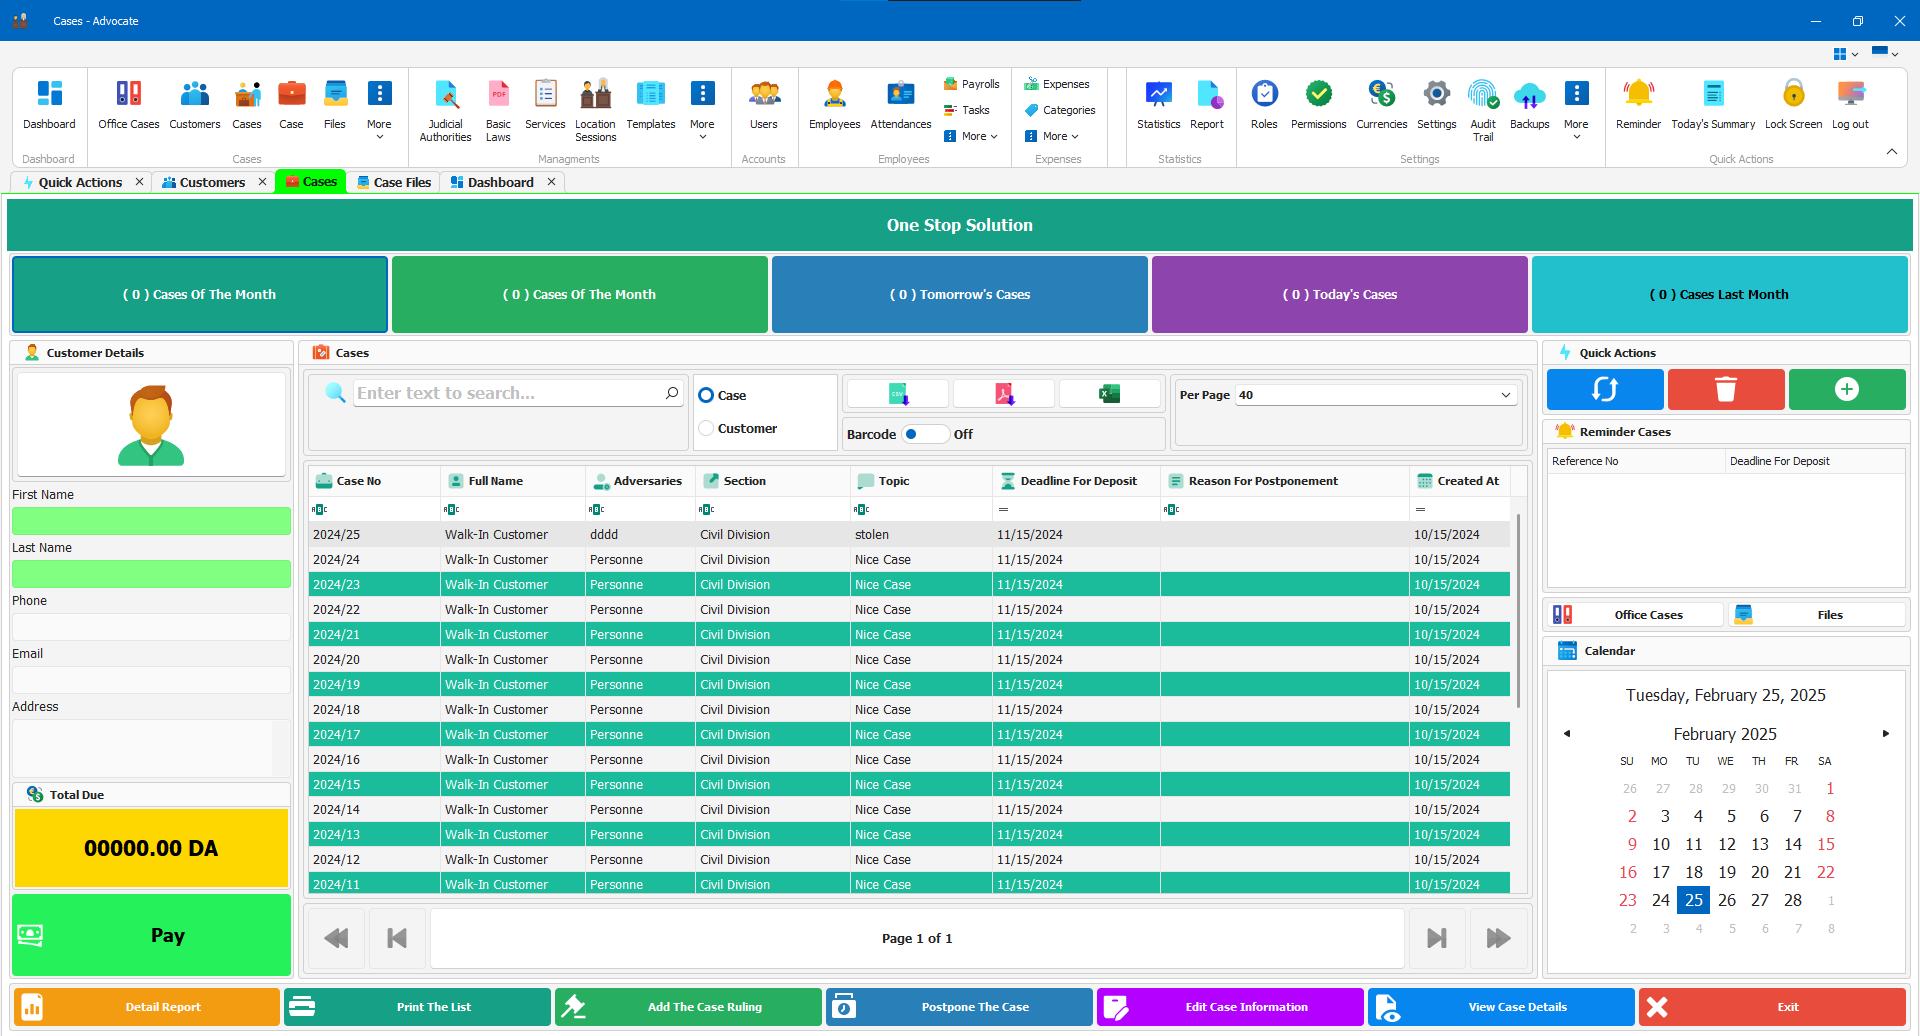 Cases - Advocate
Dashboard
Office Cases
Customers
Cases
Case
Files
More
Judicial Authorities
Basic Laws
Services
Location Sessions
Templates
More
Users
Employees
Attendances
Payrolls
Tasks
More
Expenses
Categories
More
Statistics
Report
Roles
Permissions
Currencies
Settings
Audit Trail
Backups
More
Reminder
Today's Summary
Lock Screen
Log out
Dashboard
Cases
Managments
Accounts
Employees
Expenses
Statistics
Settings
Quick Actions
Quick Actions
Customers
Cases
Case Files
Dashboard
One Stop Solution
( 0 ) Cases Of The Month
( 0 ) Cases Of The Month
( 0 ) Tomorrow's Cases
( 0 ) Today's Cases
( 0 ) Cases Last Month
Customer Details
First Name
Last Name
Phone
Email
Address
Total Due
00000.00 DA
Pay
Cases
Enter text to search...
Case
Customer
CSV
Barcode Off
Per Page 40
Case No Full Name Adversaries Section Topic Deadline For Deposit Reason For Postponement Created At
2024/25 Walk-In Customer dddd Civil Division stolen 11/15/2024 10/15/2024
2024/24 Walk-In Customer Personne Civil Division Nice Case 11/15/2024 10/15/2024
2024/23 Walk-In Customer Personne Civil Division Nice Case 11/15/2024 10/15/2024
2024/22 Walk-In Customer Personne Civil Division Nice Case 11/15/2024 10/15/2024
2024/21 Walk-In Customer Personne Civil Division Nice Case 11/15/2024 10/15/2024
2024/20 Walk-In Customer Personne Civil Division Nice Case 11/15/2024 10/15/2024
2024/19 Walk-In Customer Personne Civil Division Nice Case 11/15/2024 10/15/2024
2024/18 Walk-In Customer Personne Civil Division Nice Case 11/15/2024 10/15/2024
2024/17 Walk-In Customer Personne Civil Division Nice Case 11/15/2024 10/15/2024
2024/16 Walk-In Customer Personne Civil Division Nice Case 11/15/2024 10/15/2024
2024/15 Walk-In Customer Personne Civil Division Nice Case 11/15/2024 10/15/2024
2024/14 Walk-In Customer Personne Civil Division Nice Case 11/15/2024 10/15/2024
2024/13 Walk-In Customer Personne Civil Division Nice Case 11/15/2024 10/15/2024
2024/12 Walk-In Customer Personne Civil Division Nice Case 11/15/2024 10/15/2024
2024/11 Walk-In Customer Personne Civil Division Nice Case 11/15/2024 10/15/2024
Page 1 of 1
Quick Actions
Reminder Cases
Reference No Deadline For Deposit
Office Cases
Files
Calendar
Tuesday, February 25, 2025
February 2025
SU MO TU WE TH FR SA
26 27 28 29 30 31 1
2 3 4 5 6 7 8
9 10 11 12 13 14 15
16 17 18 19 20 21 22
23 24 25 26 27 28 1
2 3 4 5 6 7 8
Detail Report
Print The List
Add The Case Ruling
Postpone The Case
Edit Case Information
View Case Details
Exit